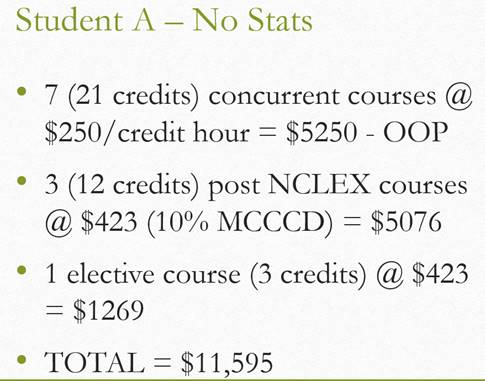 Student A – No Stats
• 7 (21 credits) concurrent courses @
$250/credit hour = $5250 - OOP
• 3 (12 credits) post NCLEX courses
@ $423 (10% MCCCD) = $5076
• 1 elective course (3 credits) @ $423
= $1269
• TOTAL = $11,595